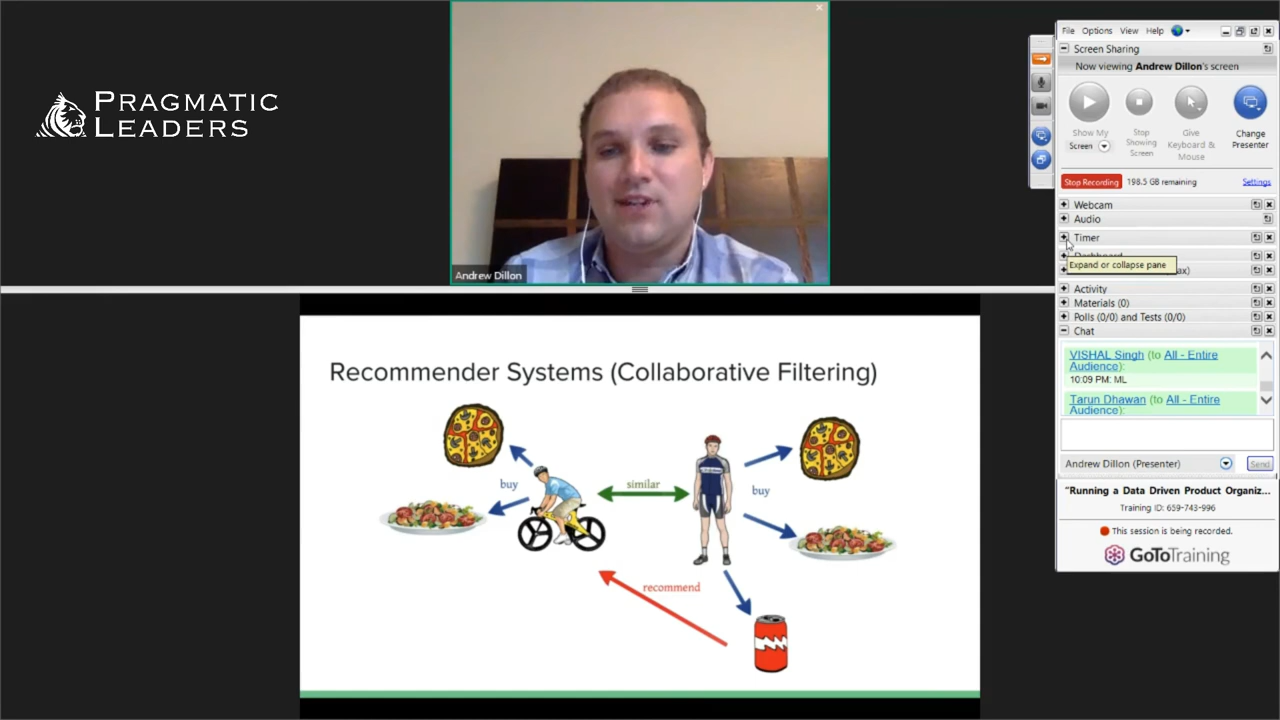 PRAGMATIC
LEADERS
Andrew Dillon
File Options View Help
Screen Sharing
Now viewing Andrew Dillon's screen
Show My
Screen
Stop
Showing
Screen
Give
Keyboard &
Mouse
Change
Presenter
Stop Recording 198.5 GB remaining Settings
Webcam
Audio
Timer
Dashboard
Expand or collapse pane
Activity
Materials (0)
Polls (0/0) and Tests (0/0)
Chat
VISHAL Singh (to All - Entire
Audience):
10:09 PM: ML
Tarun Dhawan (to All - Entire
Audience):
Andrew Dillon (Presenter) Send
"Running a Data Driven Product Organiz...
Training ID: 659-743-996
This session is being recorded.
GoToTraining
Recommender Systems (Collaborative Filtering)
buy
similar
buy
recommend